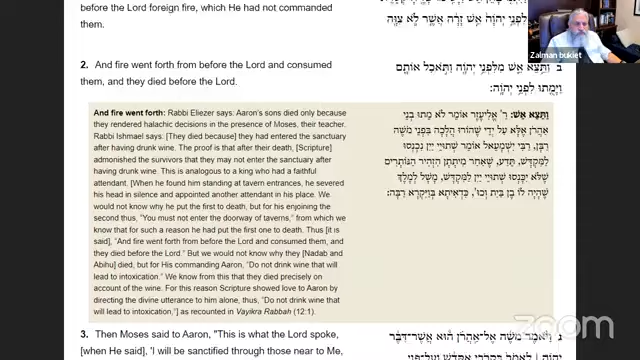 before the Lord foreign fire, which He had not commanded
them.
לִפְנֵי יְהֹוָה אֵשׁ זָרָה אֲשֶׁר לֹא צִוָּה
Zalman bukiet
2. And fire went forth from before the Lord and consumed
them, and they died before the Lord.
ב וַתֵּצֵא אֵשׁ מִלִּפְנֵי יְהֹוָה וַתֹּאכַל אוֹתָם
וַיָּמֻתוּ לִפְנֵי יְהֹוָה:
And fire went forth: Rabbi Eliezer says: Aaron's sons died only because
they rendered halachic decisions in the presence of Moses, their teacher.
Rabbi Ishmael says: [They died because] they had entered the sanctuary
after having drunk wine. The proof is that after their death, [Scripture]
admonished the survivors that they may not enter the sanctuary after
having drunk wine. This is analogous to a king who had a faithful
attendant. [When he found him standing at tavern entrances, he severed
his head in silence and appointed another attendant in his place. We
would not know why he put the first to death, but for his enjoining the
second thus, "You must not enter the doorway of taverns," from which we
know that for such a reason he had put the first one to death. Thus [it is
said], "And fire went forth from before the Lord and consumed them, and
they died before the Lord." But we would not know why they [Nadab and
Abihu] died, but for His commanding Aaron, "Do not drink wine that will
lead to intoxication." We know from this that they died precisely on
account of the wine. For this reason Scripture showed love to Aaron by
directing the divine utterance to him alone, thus, "Do not drink wine that
will lead to intoxication,"] as recounted in Vayikra Rabbah (12:1).
ותצא אש: רַ׳ אֱלִיעֶזֶר אוֹמֵר לֹא מֵתוּ בְּנֵי
אַהֲרֹן אֶלָּא עַל יְדֵי שֶׁהוֹרוּ הֲלָכָה בִּפְנֵי מֹשֶׁה
רַבָּן, רַבִּי יִשְׁמָעֵאל אוֹמֵר שְׁתוּיֵי יַיִן נִכְנְסוּ
לַמִּקְדָּשׁ, תֵּדַע, שֶׁאַחַר מִיתָתָן הִזְהִיר הַנּוֹתָרִים
שֶׁלֹּא יִכָּנְסוּ שְׁתוּיֵי יַיִן לַמִּקְדָּשׁ, מָשָׁל לְמֶלֶךְ
שֶׁהָיָה לוֹ בֶּן בַּיִת וְכוּ׳, כִּדְאִיתָא בְּוַיִּקְרָא רַבָּה:
3. Then Moses said to Aaron, "This is what the Lord spoke,
[when He said], 'I will be sanctified through those near to Me,
ג וַיֹּאמֶר מֹשֶׁה אֶל־אַהֲרֹן הוּא אֲשֶׁר־דִּבֶּר
יְהֹוָה | לֵאמֹר בִּקְרֹבַי אֶקָּדֵשׁ וְעַל־פְּנֵי
zoom